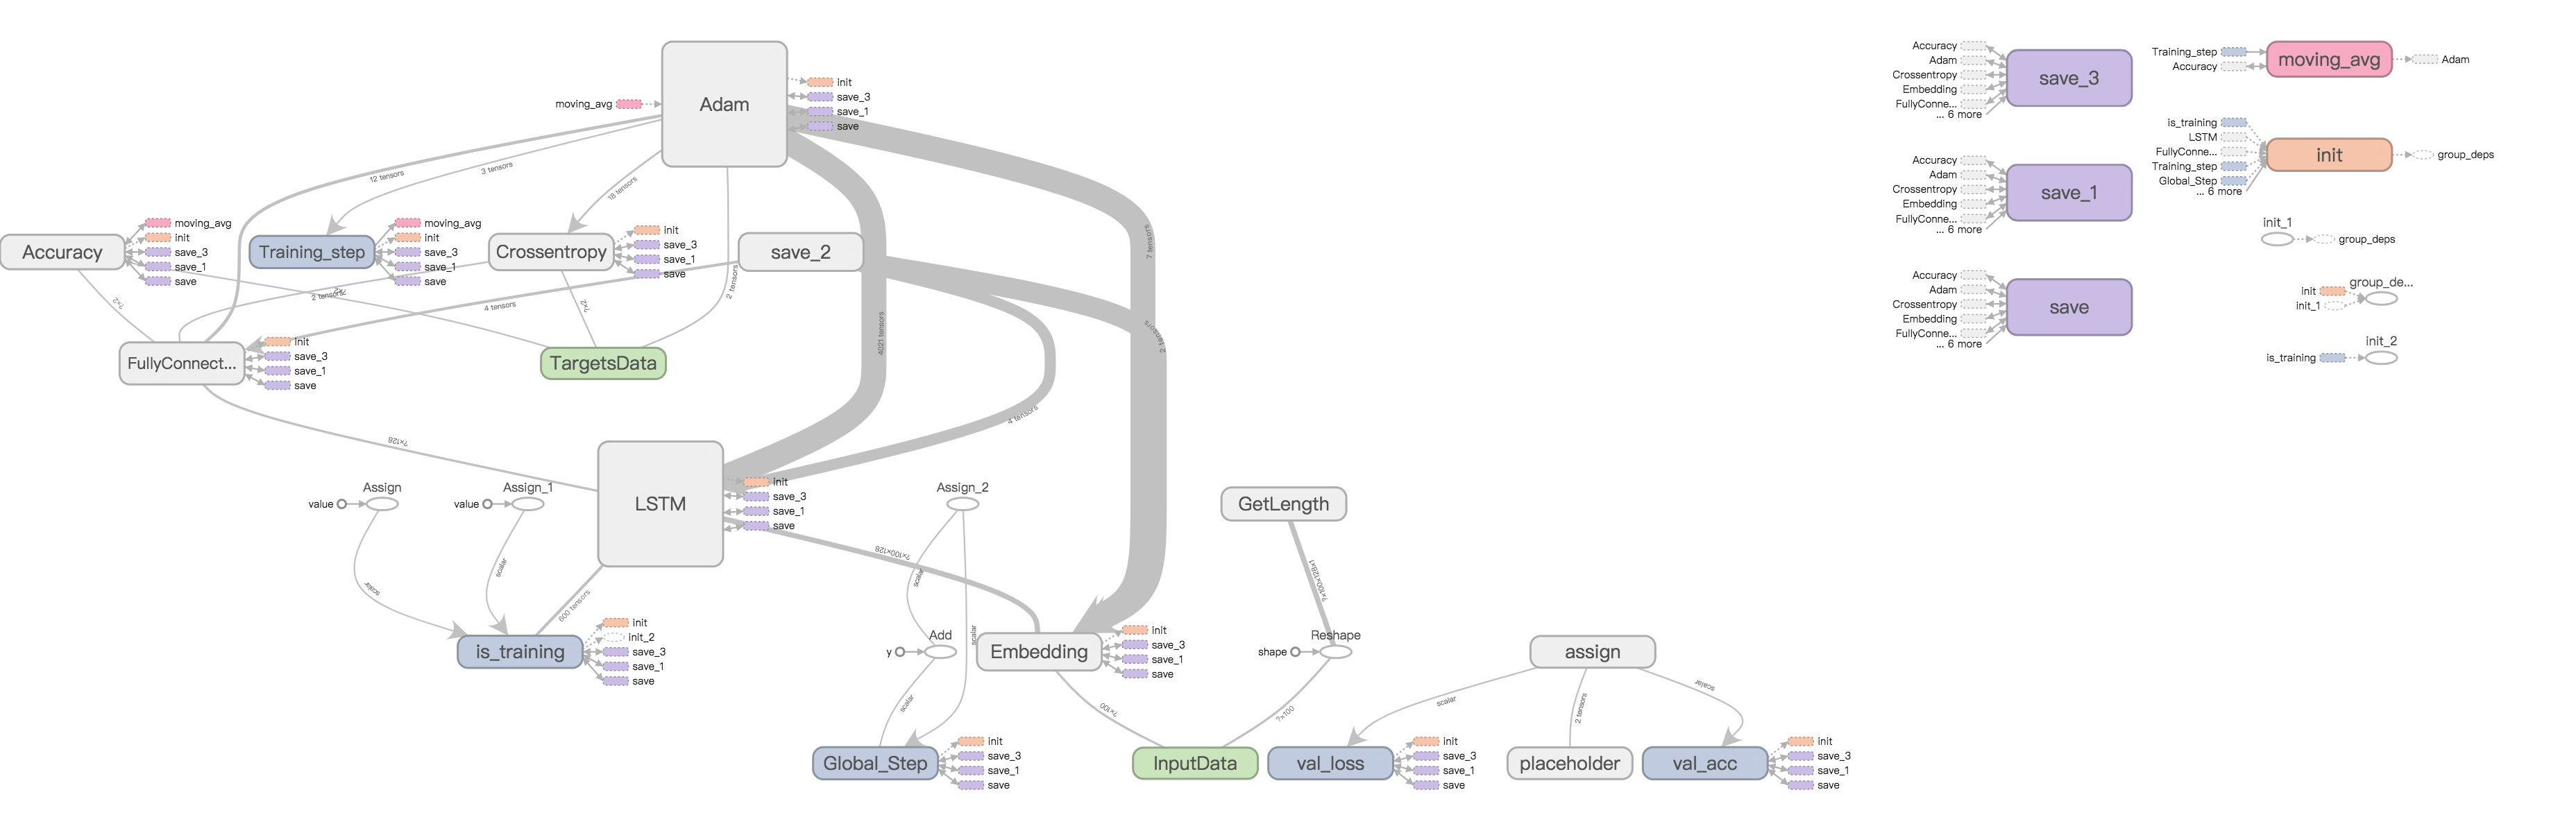 Adam
moving_avg
init
save_3
save_1
save
12 tensors
3 tensors
18 tensors
2 tensors
7 tensors
4021 tensors
Accuracy
moving_avg
init
save_3
save_1
save
Training_step
moving_avg
init
save_3
save_1
save
Crossentropy
init
save_3
save_1
save
save_2
?×2
2 tensors
?×2
4 tensors
?×2
2 tensors
4 tensors
FullyConnect...
init
save_3
save_1
save
TargetsData
?×128
LSTM
init
save_3
save_1
save
value
Assign
value
Assign_1
Assign_2
GetLength
scalar
scalar
600 tensors
?×100×128
scalar
scalar
?×100×128×1
is_training
init
init_2
save_3
save_1
save
y
Add
Embedding
init
save_3
save_1
save
shape
Reshape
assign
scalar
?×100
?×100
scalar
2 tensors
scalar
Global_Step
init
save_3
save_1
save
InputData
val_loss
init
save_3
save_1
save
placeholder
val_acc
init
save_3
save_1
save
Accuracy
Adam
Crossentropy
Embedding
FullyConne...
... 6 more
save_3
Accuracy
Adam
Crossentropy
Embedding
FullyConne...
... 6 more
save_1
Accuracy
Adam
Crossentropy
Embedding
FullyConne...
... 6 more
save
Training_step
Accuracy
moving_avg
Adam
is_training
LSTM
FullyConne...
Training_step
Global_Step
... 6 more
init
group_deps
init_1
group_deps
group_de...
init
init_1
init_2
is_training